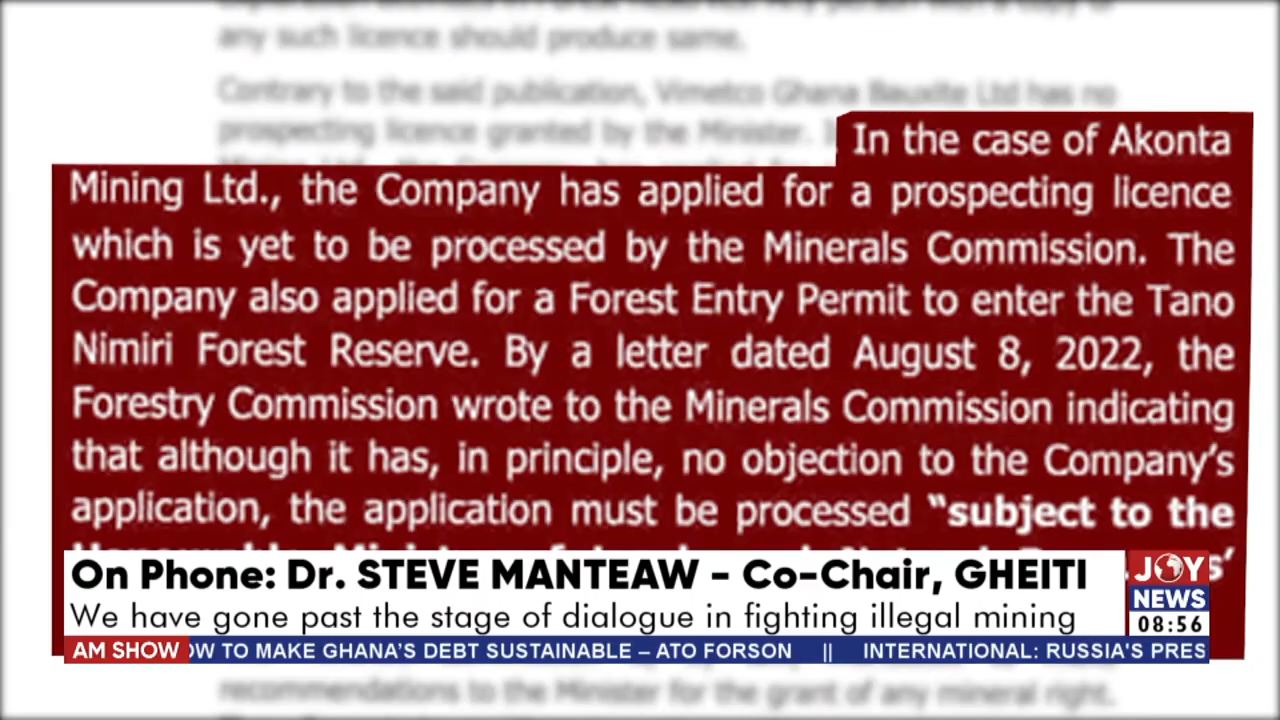 any such licence should produce same.
Contrary to the said publication, Vimetco Ghana Bauxite Ltd has no
prospecting licence granted by the Minister.
In the case of Akonta
Mining Ltd., the Company has applied for a prospecting licence
which is yet to be processed by the Minerals Commission. The
Company also applied for a Forest Entry Permit to enter the Tano
Nimiri Forest Reserve. By a letter dated August 8, 2022, the
Forestry Commission wrote to the Minerals Commission indicating
that although it has, in principle, no objection to the Company's
application, the application must be processed “subject to the
On Phone: Dr. STEVE MANTEAW - Co-Chair, GHEITI
We have gone past the stage of dialogue in fighting illegal mining
JOY
NEWS
08:56
AM SHOW OW TO MAKE GHANA'S DEBT SUSTAINABLE – ATO FORSON || INTERNATIONAL: RUSSIA'S PRES
recommendations to the Minister for the grant of any mineral right.